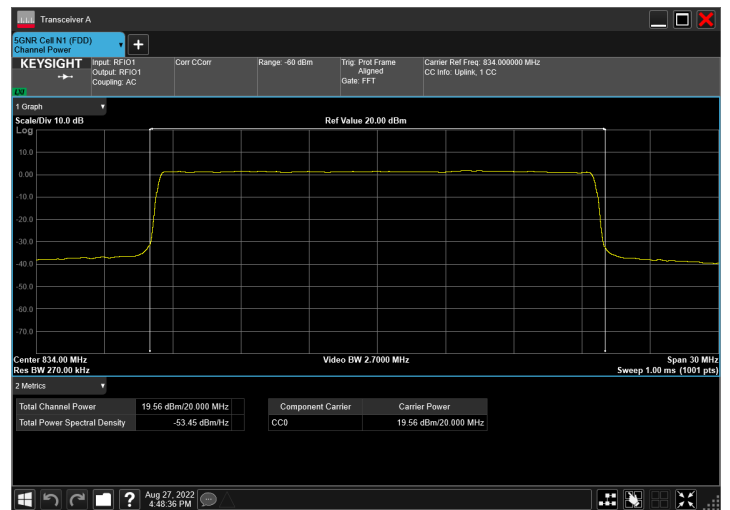 Transceiver A
5GNR Cell N1 (FDD)
Channel Power
+
KEYSIGHT
LXI
Input: RFIO1
Output: RFIO1
Coupling: AC
Corr CCorr
Range: -60 dBm
Trig: Prot Frame
Aligned
Gate: FFT
Carrier Ref Freq: 834.000000 MHz
CC Info: Uplink, 1 CC
1 Graph
Scale/Div 10.0 dB
Ref Value 20.00 dBm
Log
10.0
0.00
-10.0
-20.0
-30.0
-40.0
-50.0
-60.0
-70.0
Center 834.00 MHz
Video BW 2.7000 MHz
Span 30 MHz
Res BW 270.00 kHz
Sweep 1.00 ms (1001 pts)
2 Metrics
Total Channel Power 19.56 dBm/20.000 MHz
Total Power Spectral Density -53.45 dBm/Hz
Component Carrier Carrier Power
CC0 19.56 dBm/20.000 MHz
?
Aug 27, 2022
4:48:36 PM